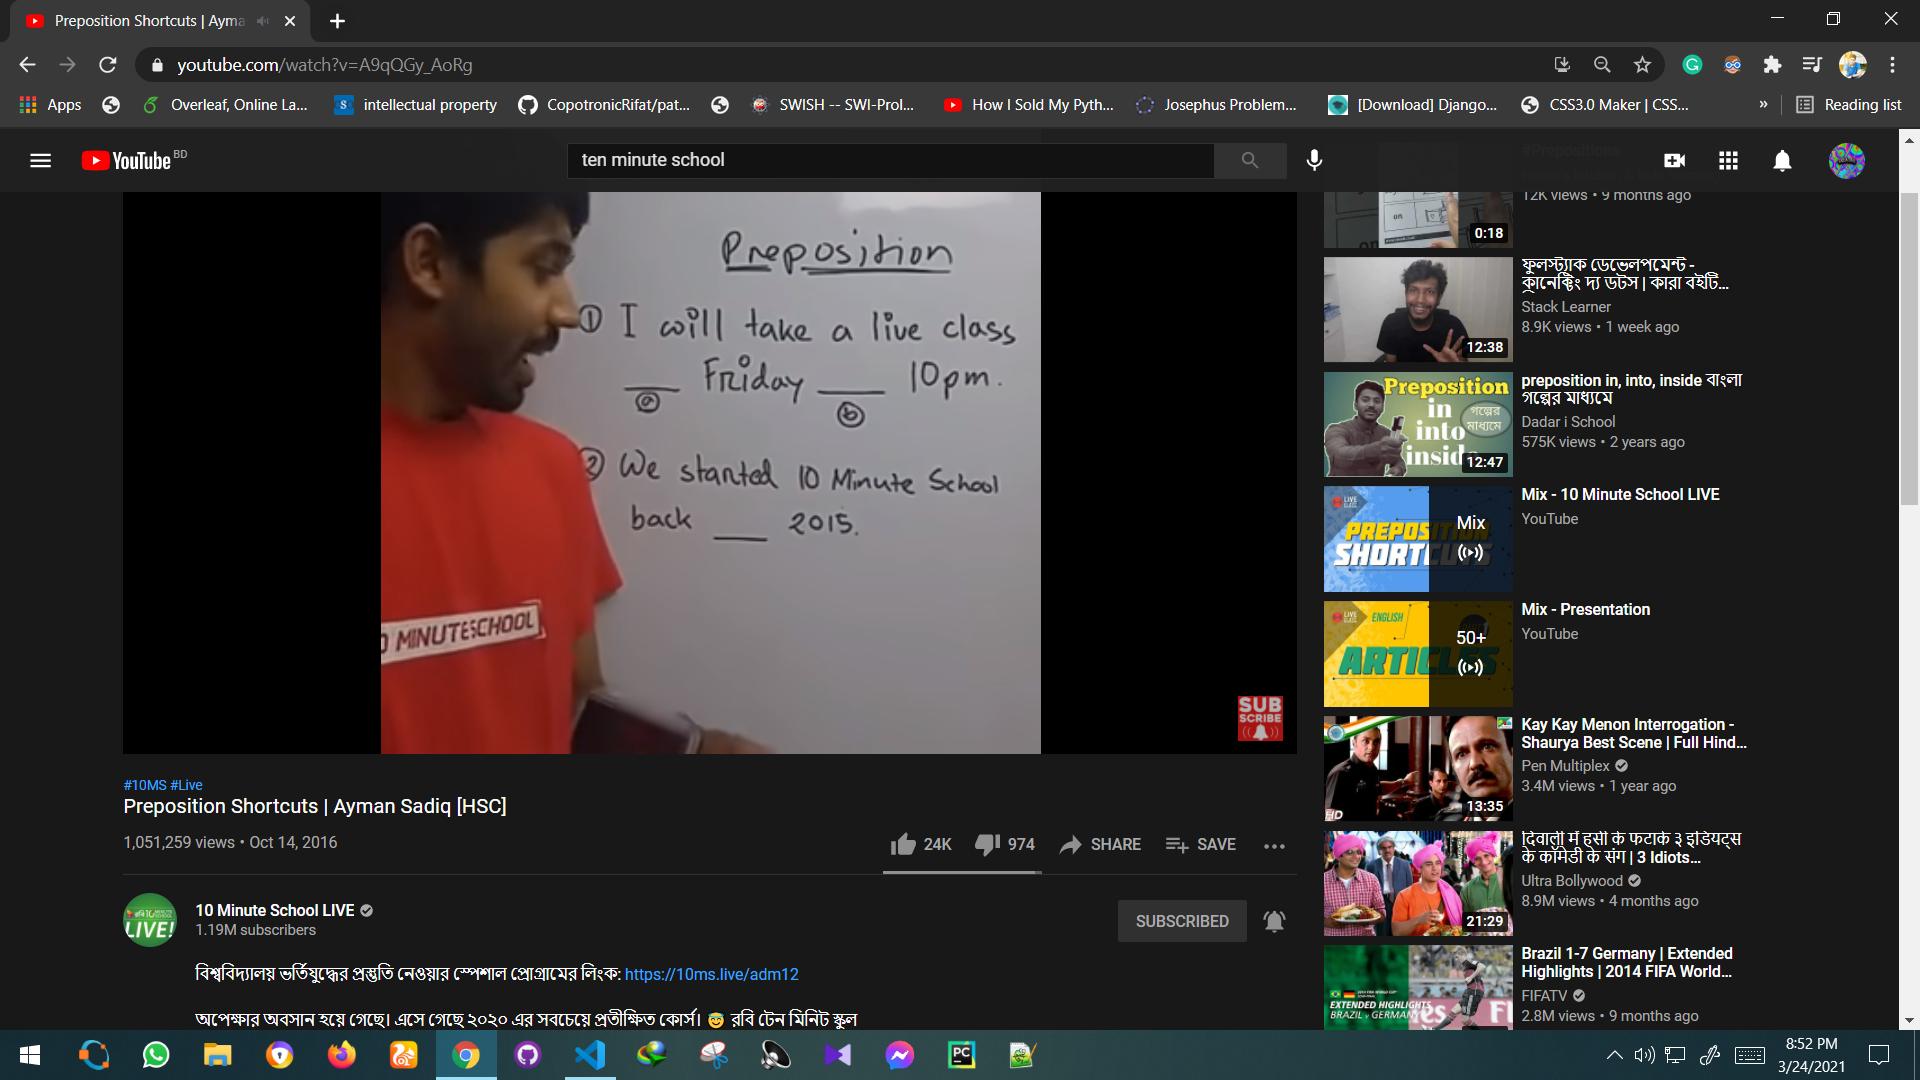 Preposition Shortcuts | Ayma
youtube.com/watch?v=A9qQGy_AoRg
Apps
Overleaf, Online La...
intellectual property
CopotronicRifat/pat...
SWISH -- SWI-Prol...
How I Sold My Pyth...
Josephus Problem...
[Download] Django...
CSS3.0 Maker | CSS...
»
Reading list
YouTube BD
ten minute school
Preposition
① I will take a live class
___ Friday ___ 10pm.
ⓐ ⓑ
② We started 10 Minute School
back ___ 2015.
10 MINUTESCHOOL
SUB
SCRIBE
#10MS #Live
Preposition Shortcuts | Ayman Sadiq [HSC]
1,051,259 views • Oct 14, 2016
24K
974
SHARE
SAVE
LIVE!
10 Minute School LIVE
1.19M subscribers
SUBSCRIBED
বিশ্ববিদ্যালয় ভর্তিযুদ্ধের প্রস্তুতি নেওয়ার স্পেশাল প্রোগ্রামের লিংক: https://10ms.live/adm12
অপেক্ষার অবসান হয়ে গেছে। এসে গেছে ২০২০ এর সবচেয়ে প্রতীক্ষিত কোর্স। 😇 রবি টেন মিনিট স্কুল
on
0:18
12K views • 9 months ago
12:38
ফুলস্ট্যাক ডেভেলপমেন্ট -
কানেক্টিং দ্য ডটস | কারা বইটি...
Stack Learner
8.9K views • 1 week ago
Preposition
in
into
inside
গল্পের
মাধ্যমে
12:47
preposition in, into, inside বাংলা
গল্পের মাধ্যমে
Dadar i School
575K views • 2 years ago
LIVE
PREPOSITION
SHORTCUTS
Mix
Mix - 10 Minute School LIVE
YouTube
LIVE
ENGLISH
ARTICLES
50+
Mix - Presentation
YouTube
HD
13:35
Kay Kay Menon Interrogation -
Shaurya Best Scene | Full Hind...
Pen Multiplex
3.4M views • 1 year ago
21:29
दिवाली में हंसी के फटाके ३ इडियट्स
के कॉमेडी के संग | 3 Idiots...
Ultra Bollywood
8.9M views • 4 months ago
EXTENDED HIGHLIGHTS
BRAZIL v GERMANY
Brazil 1-7 Germany | Extended
Highlights | 2014 FIFA World...
FIFATV
2.8M views • 9 months ago
PC
8:52 PM
3/24/2021